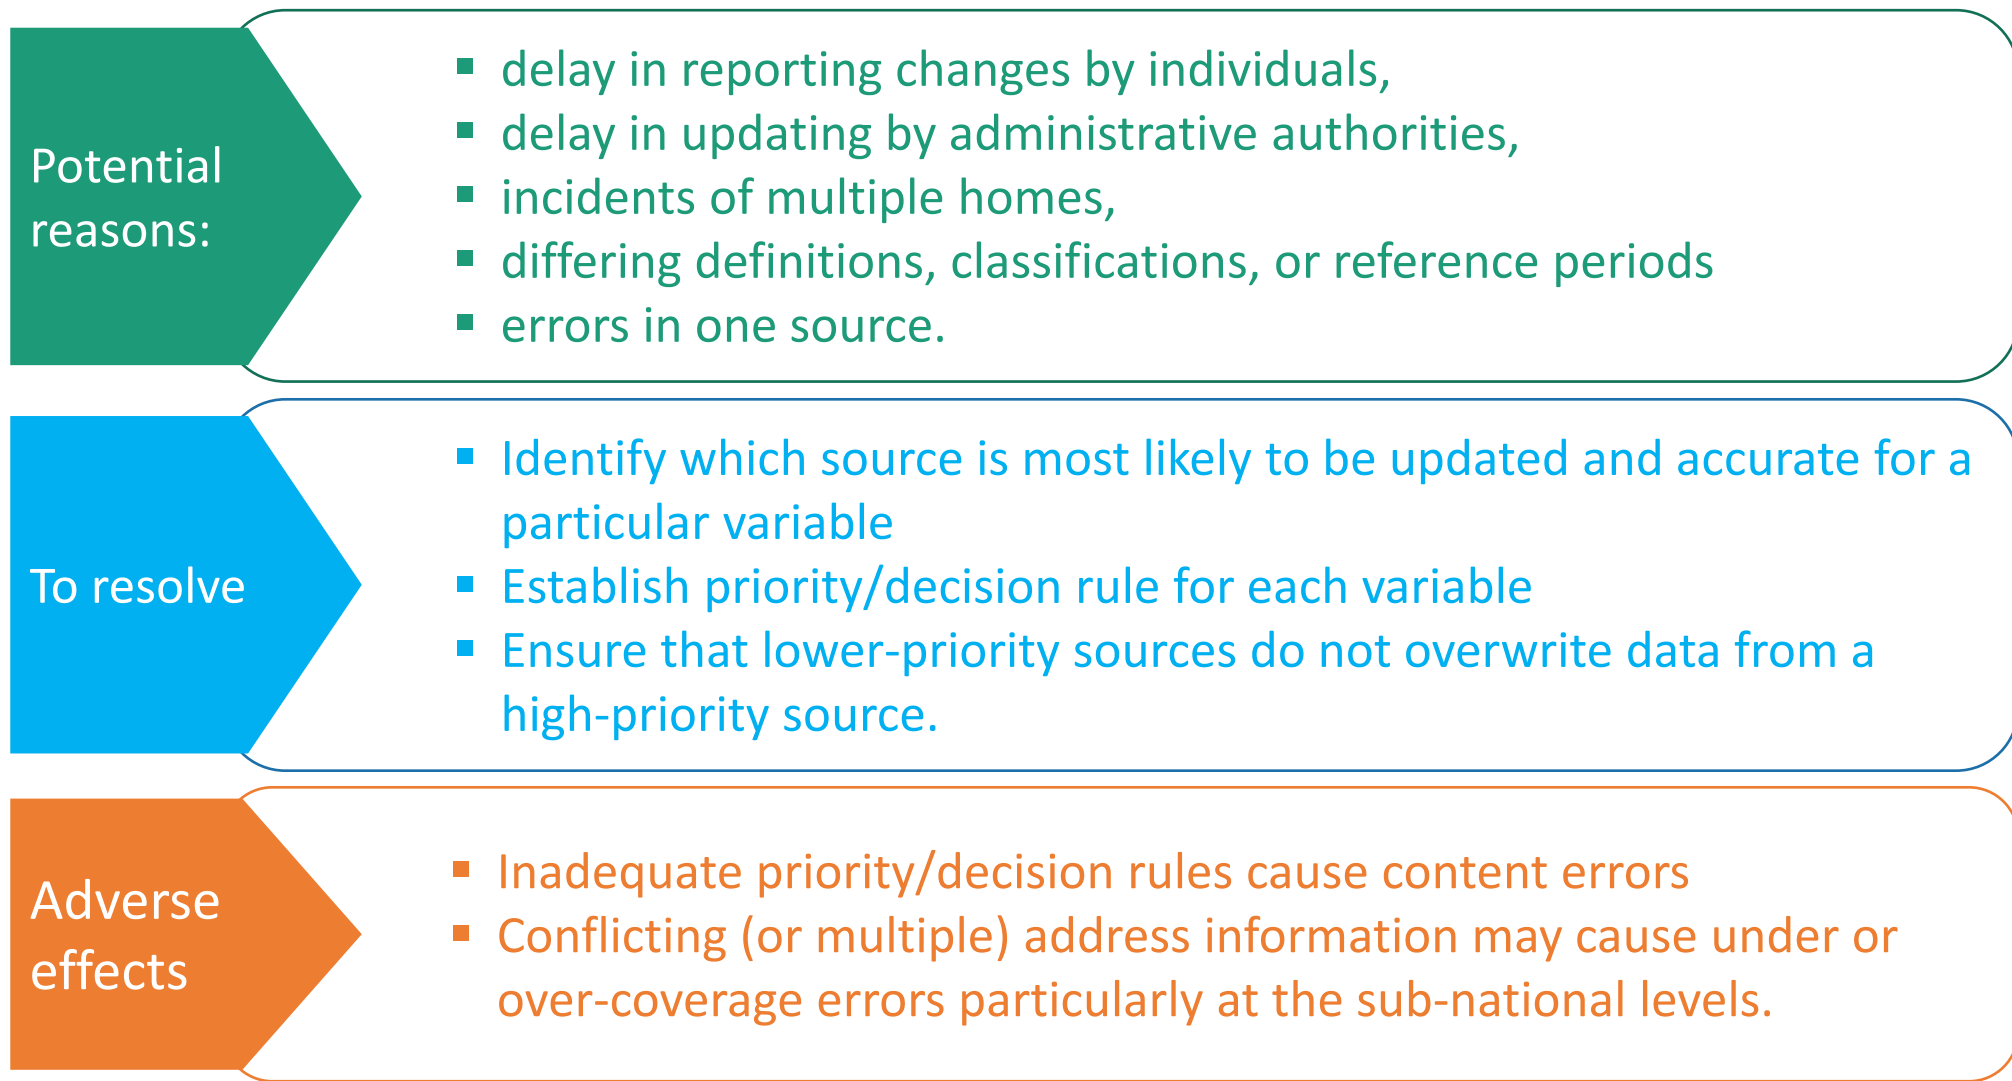 Potential
reasons:
▪ delay in reporting changes by individuals,
▪ delay in updating by administrative authorities,
▪ incidents of multiple homes,
▪ differing definitions, classifications, or reference periods
▪ errors in one source.
To resolve
▪ Identify which source is most likely to be updated and accurate for a
particular variable
▪ Establish priority/decision rule for each variable
▪ Ensure that lower-priority sources do not overwrite data from a
high-priority source.
Adverse
effects
▪ Inadequate priority/decision rules cause content errors
▪ Conflicting (or multiple) address information may cause under or
over-coverage errors particularly at the sub-national levels.